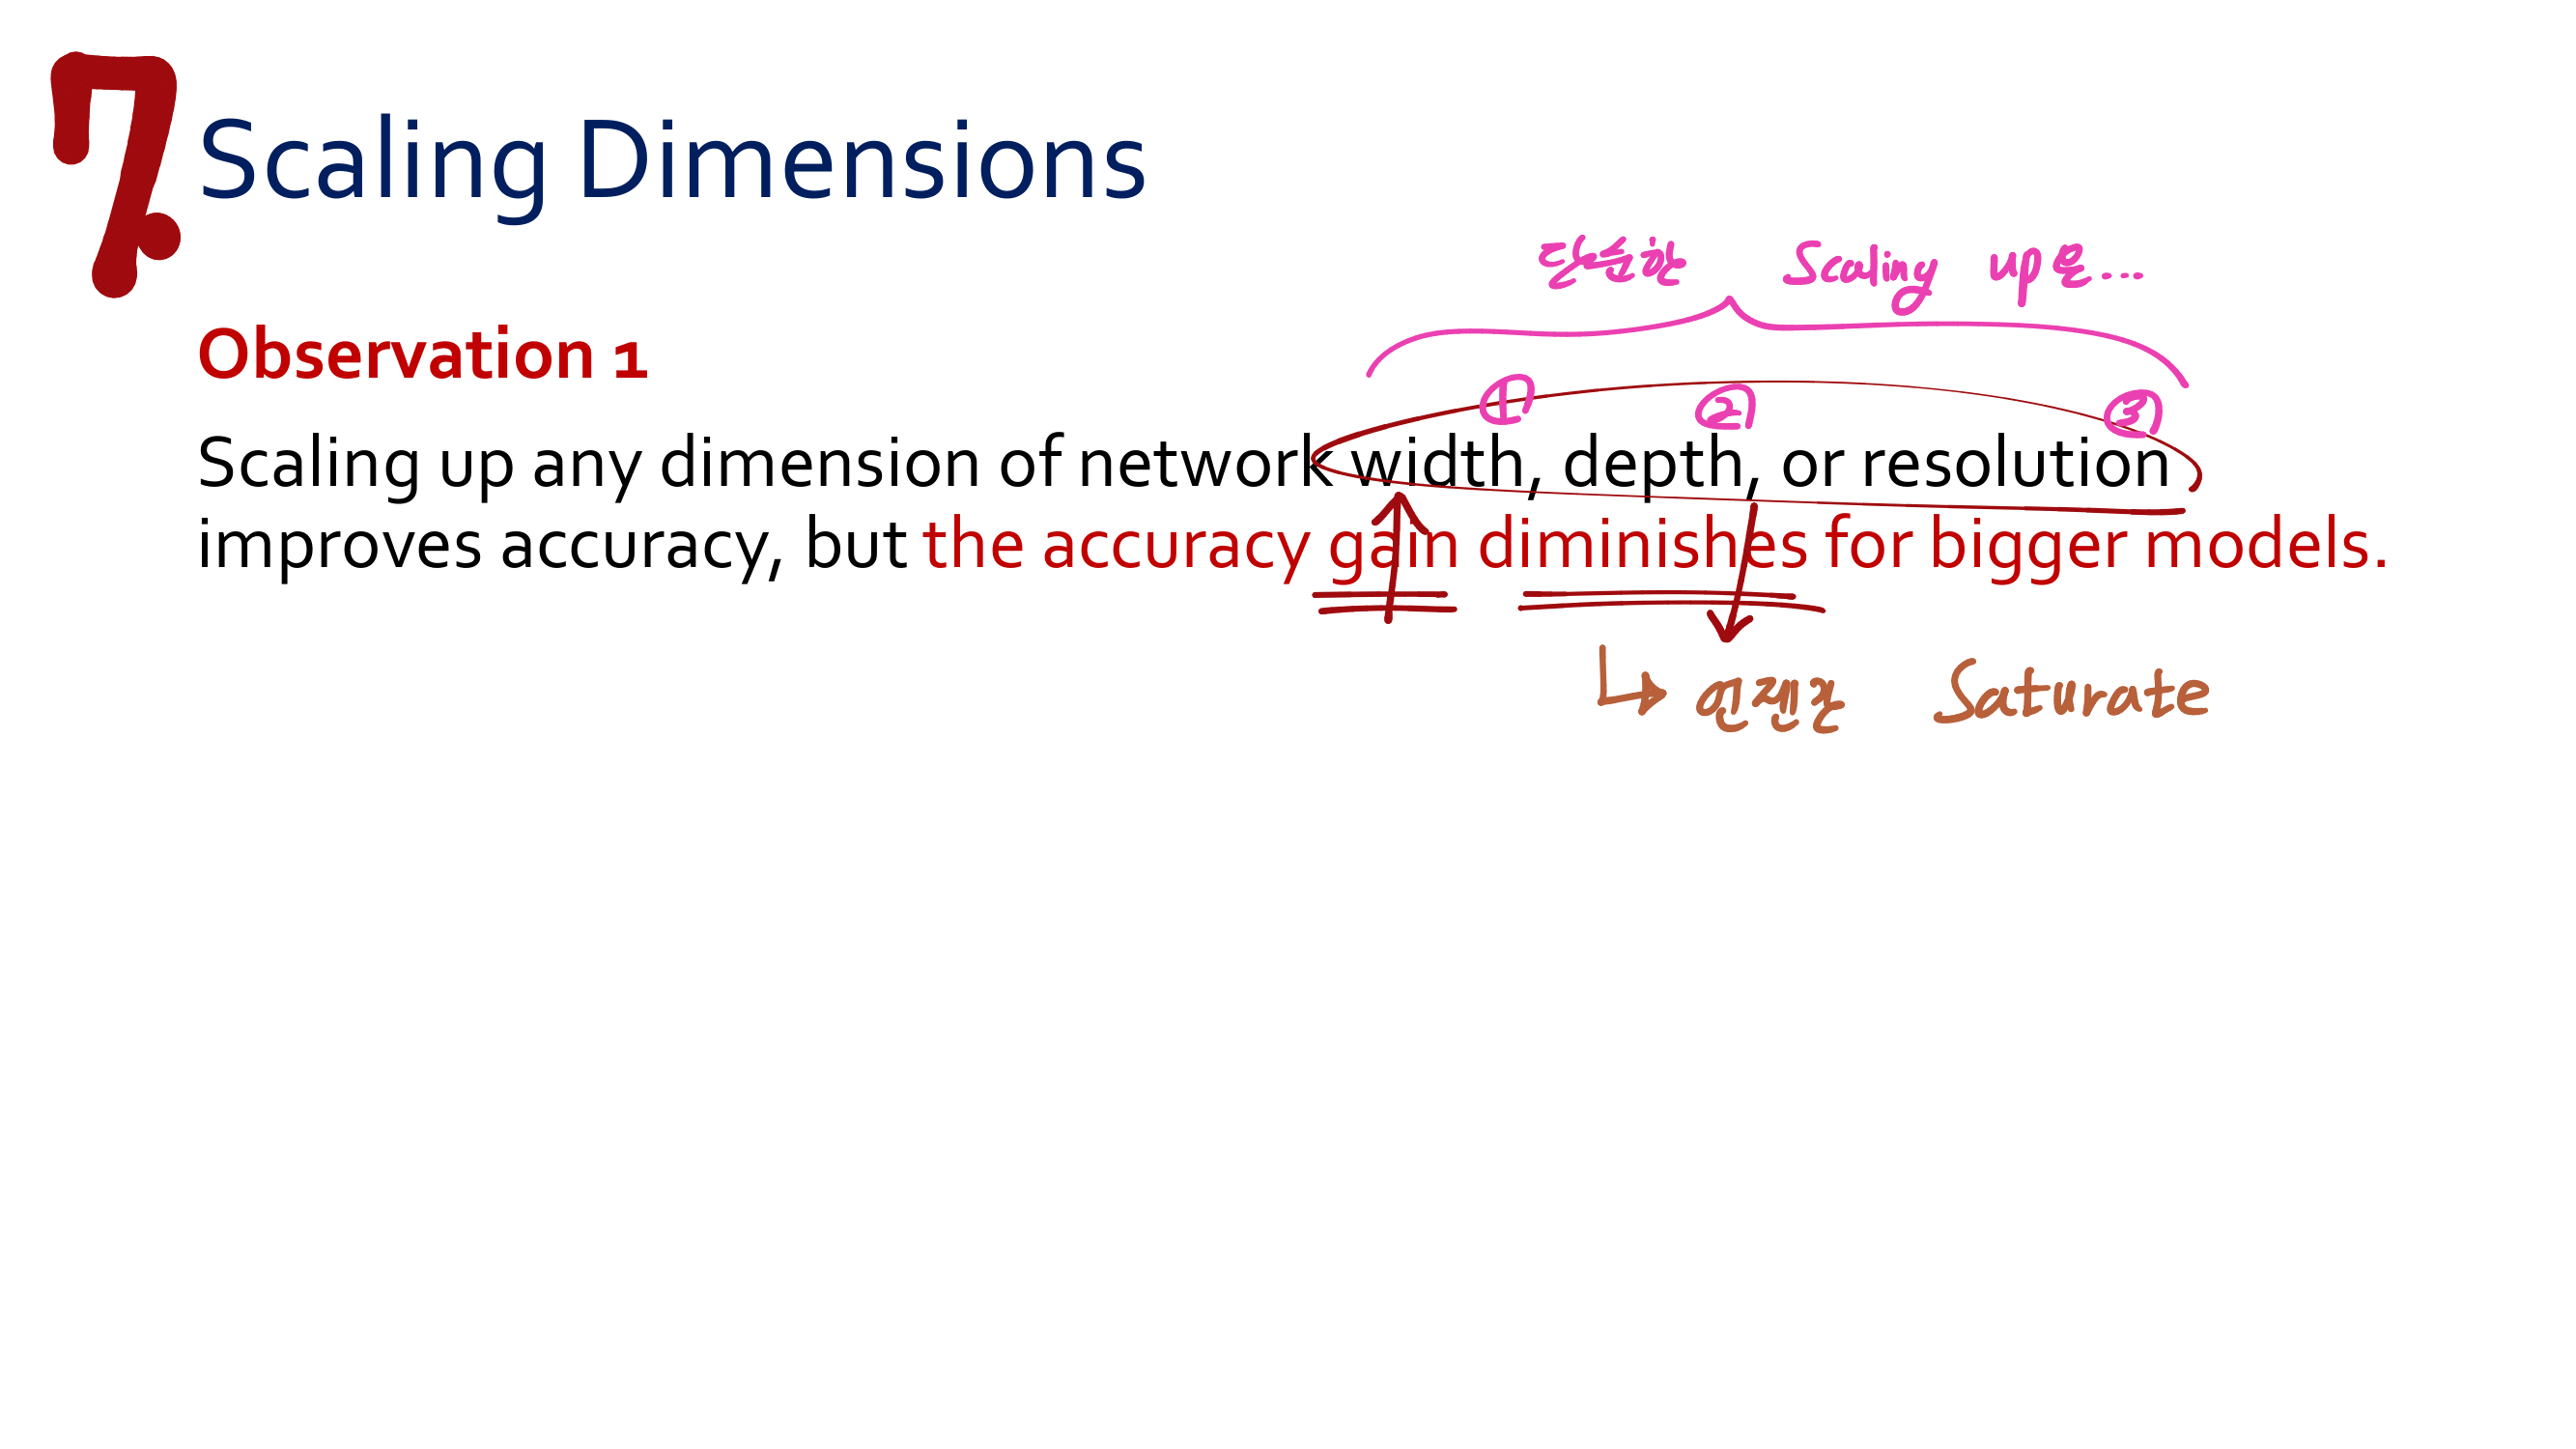 7.
Scaling Dimensions
단순한 Scaling up은...
Observation 1
① ② ③
Scaling up any dimension of network width, depth, or resolution
improves accuracy, but the accuracy gain diminishes for bigger models.
언젠간 Saturate